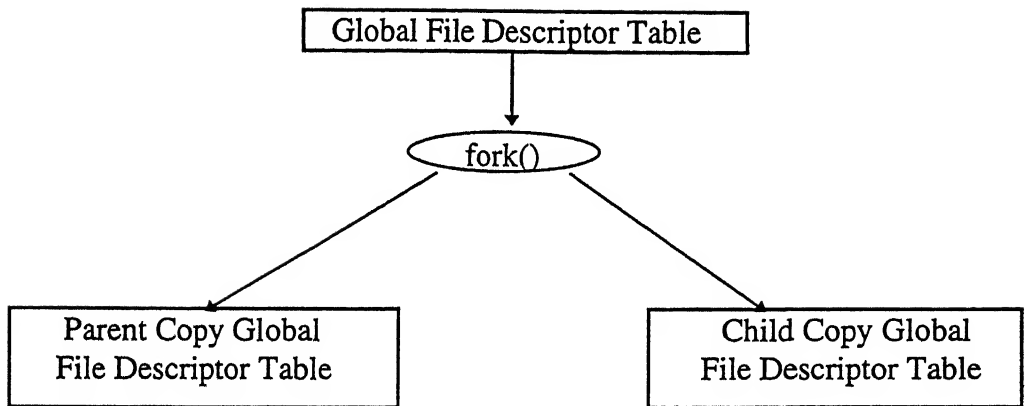 Global File Descriptor Table
fork()
Parent Copy Global
File Descriptor Table
Child Copy Global
File Descriptor Table